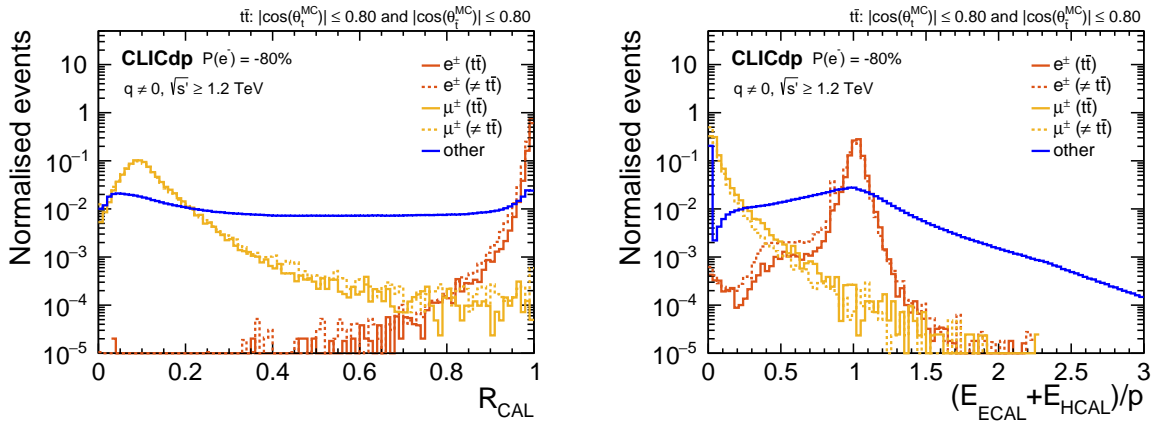 tt̄: |cos(θ_t^MC)| ≤ 0.80 and |cos(θ_t̄^MC)| ≤ 0.80
Normalised events
CLICdp P(e⁻) = -80%
q ≠ 0, √s' ≥ 1.2 TeV
e± (tt̄)
e± (≠ tt̄)
μ± (tt̄)
μ± (≠ tt̄)
other
10
1
10⁻¹
10⁻²
10⁻³
10⁻⁴
10⁻⁵
0 0.2 0.4 0.6 0.8 1
R_CAL
tt̄: |cos(θ_t^MC)| ≤ 0.80 and |cos(θ_t̄^MC)| ≤ 0.80
Normalised events
CLICdp P(e⁻) = -80%
q ≠ 0, √s' ≥ 1.2 TeV
e± (tt̄)
e± (≠ tt̄)
μ± (tt̄)
μ± (≠ tt̄)
other
10
1
10⁻¹
10⁻²
10⁻³
10⁻⁴
10⁻⁵
0 0.5 1 1.5 2 2.5 3
(E_ECAL+E_HCAL)/p